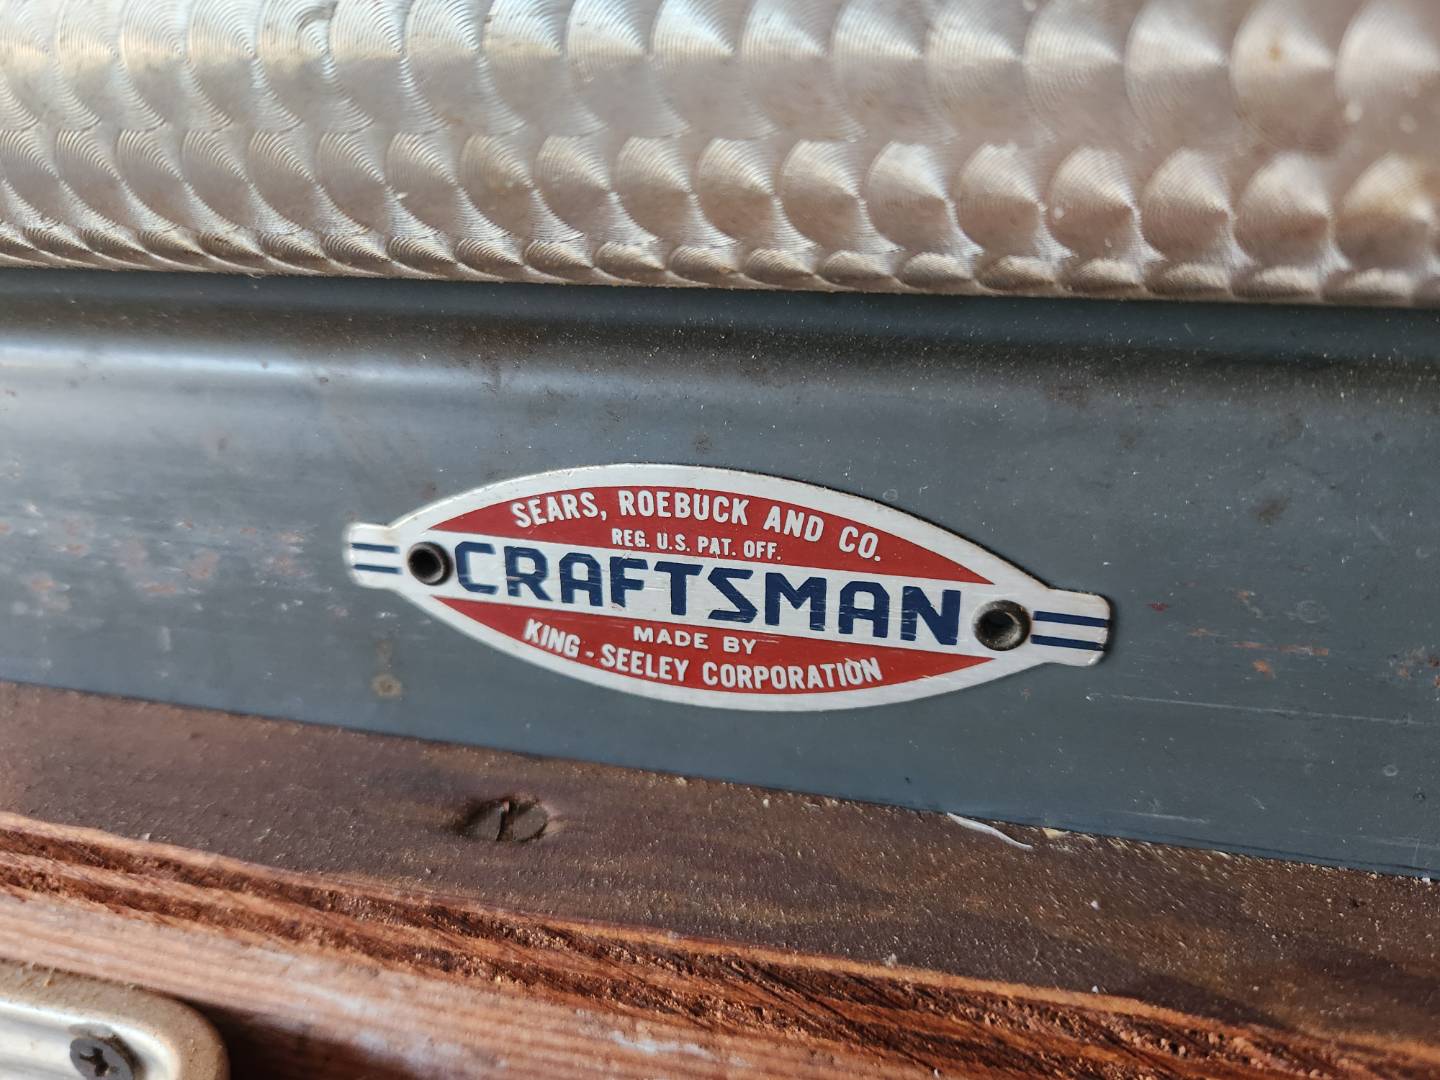 SEARS, ROEBUCK AND CO.
REG. U.S. PAT. OFF.
CRAFTSMAN
MADE BY
KING - SEELEY CORPORATION